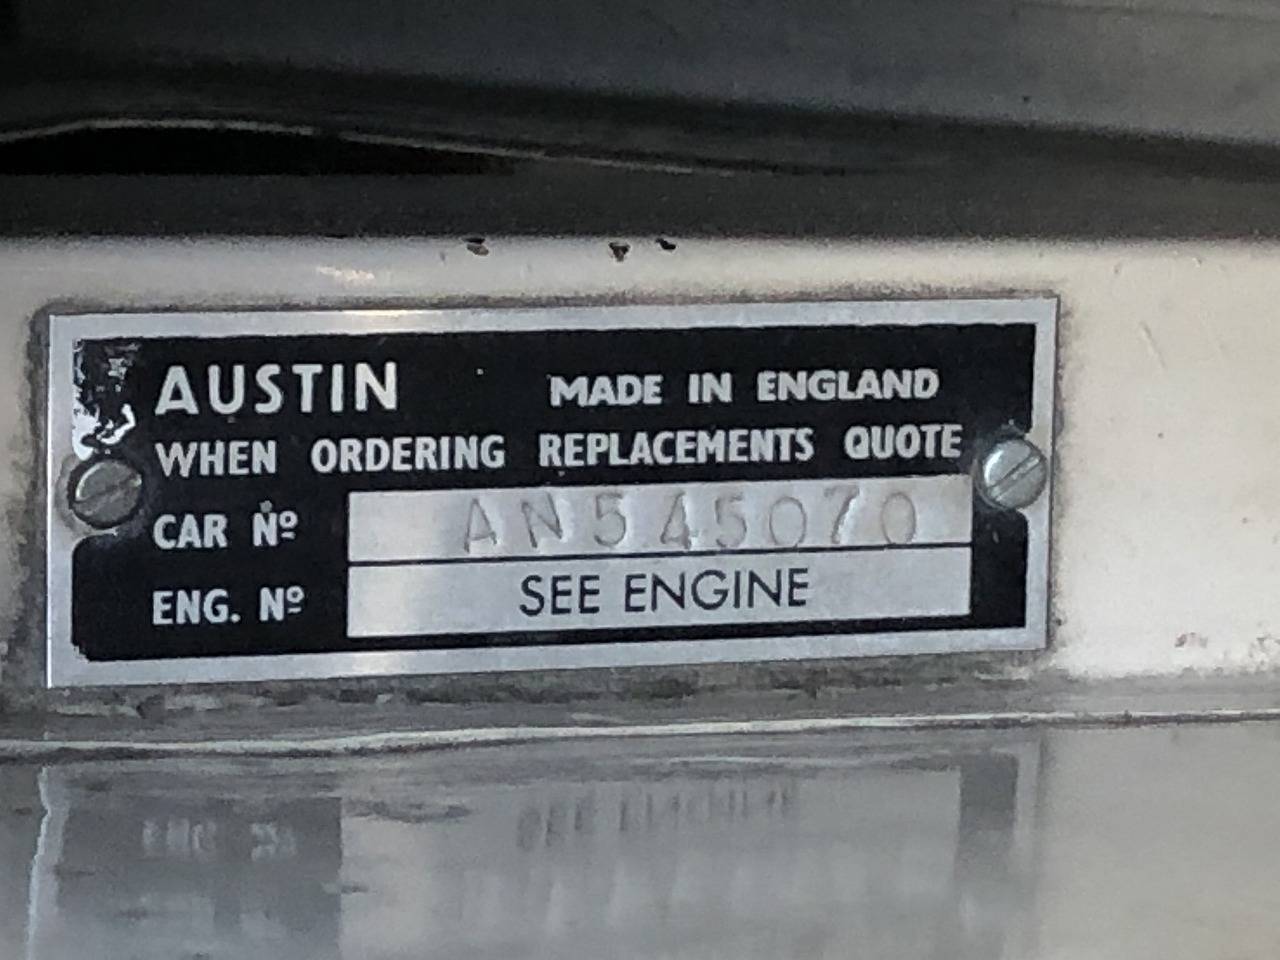 AUSTIN MADE IN ENGLAND
WHEN ORDERING REPLACEMENTS QUOTE
CAR Nº AN545070
ENG. Nº SEE ENGINE